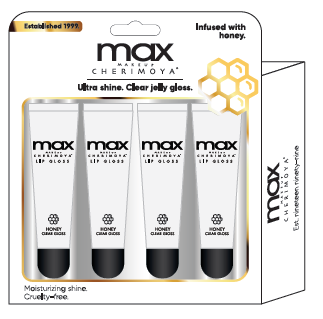 Established 1999.
Infused with
honey.
max
MAKEUP
CHERIMOYA®
Ultra shine. Clear jelly gloss.
max
MAKEUP
CHERIMOYA®
LIP GLOSS
HONEY
CLEAR GLOSS
max
MAKEUP
CHERIMOYA®
LIP GLOSS
HONEY
CLEAR GLOSS
max
MAKEUP
CHERIMOYA®
LIP GLOSS
HONEY
CLEAR GLOSS
max
MAKEUP
CHERIMOYA®
LIP GLOSS
HONEY
CLEAR GLOSS
Moisturizing shine.
Cruelty-free.
max
MAKEUP
CHERIMOYA®
Est. nineteen ninety-nine